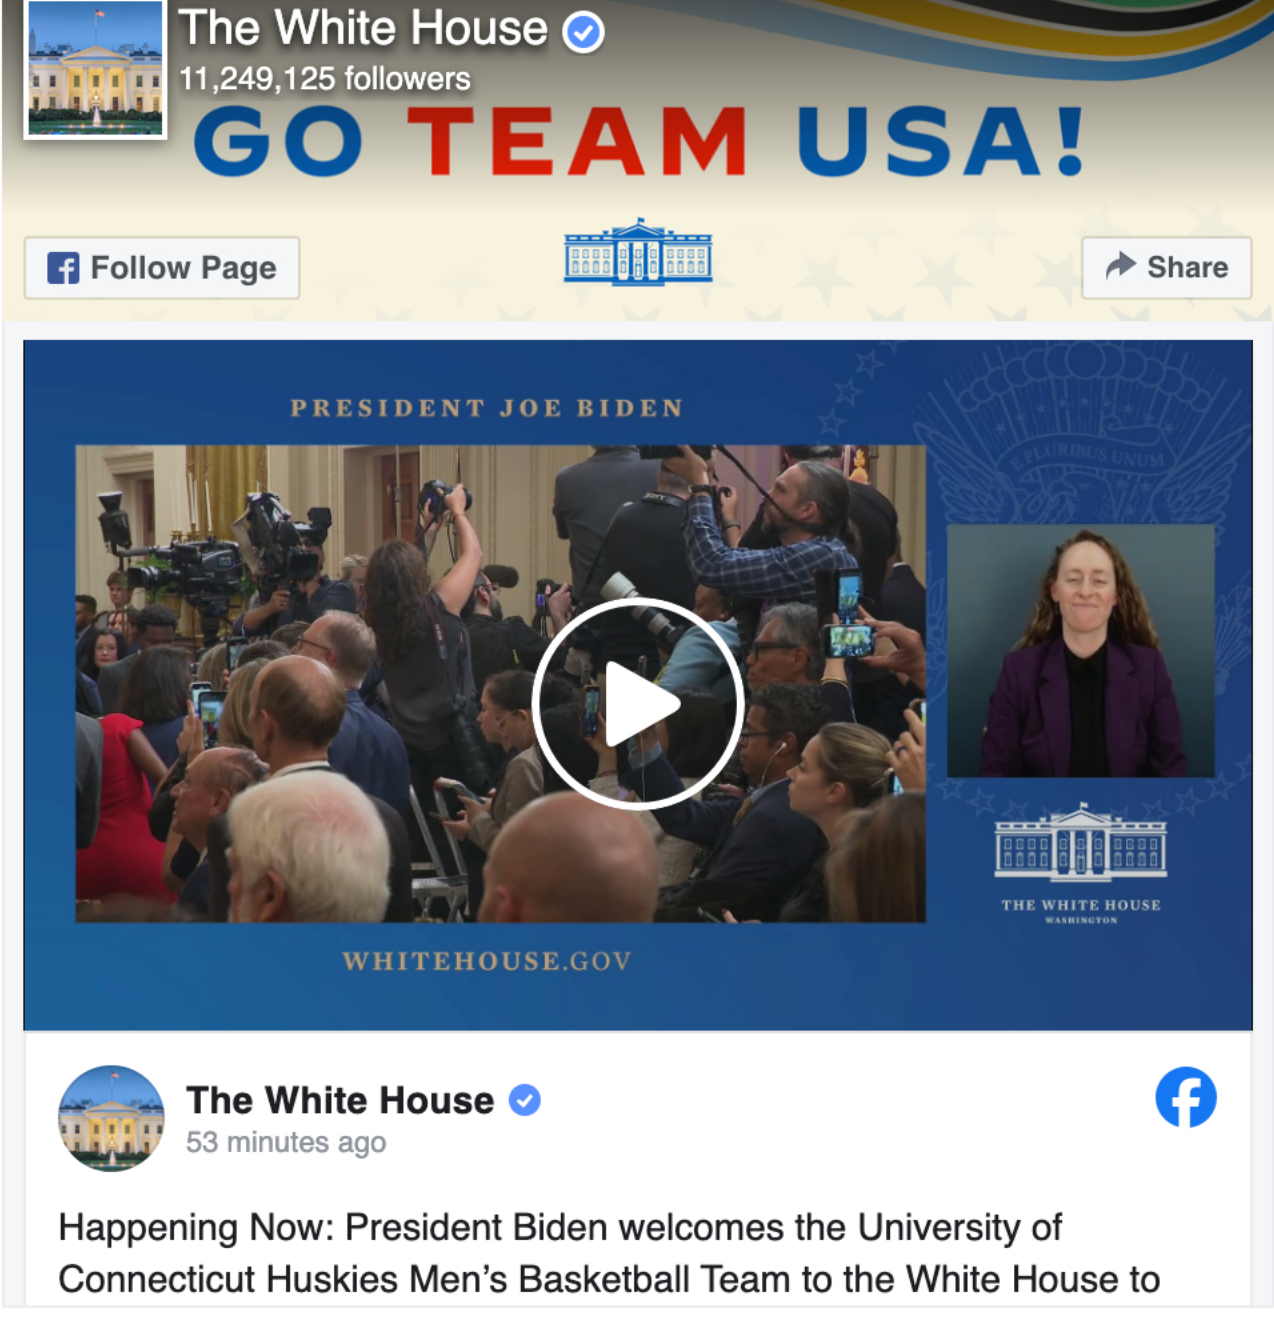 The White House
11,249,125 followers
GO TEAM USA!
Follow Page
Share
PRESIDENT JOE BIDEN
E PLURIBUS UNUM
SONY
THE WHITE HOUSE
WASHINGTON
WHITEHOUSE.GOV
The White House
53 minutes ago
Happening Now: President Biden welcomes the University of
Connecticut Huskies Men’s Basketball Team to the White House to